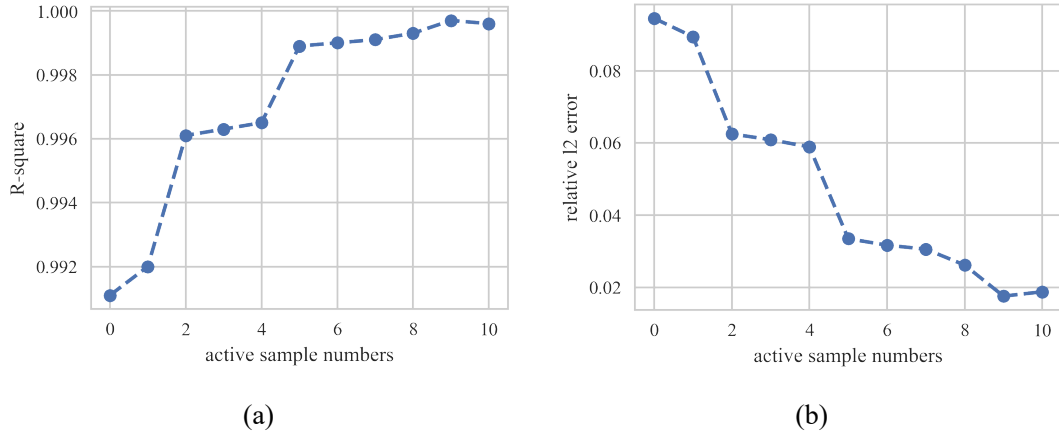 1.000
0.998
0.996
0.994
0.992
R-square
0 2 4 6 8 10
active sample numbers
(a)
0.08
0.06
0.04
0.02
relative l2 error
0 2 4 6 8 10
active sample numbers
(b)